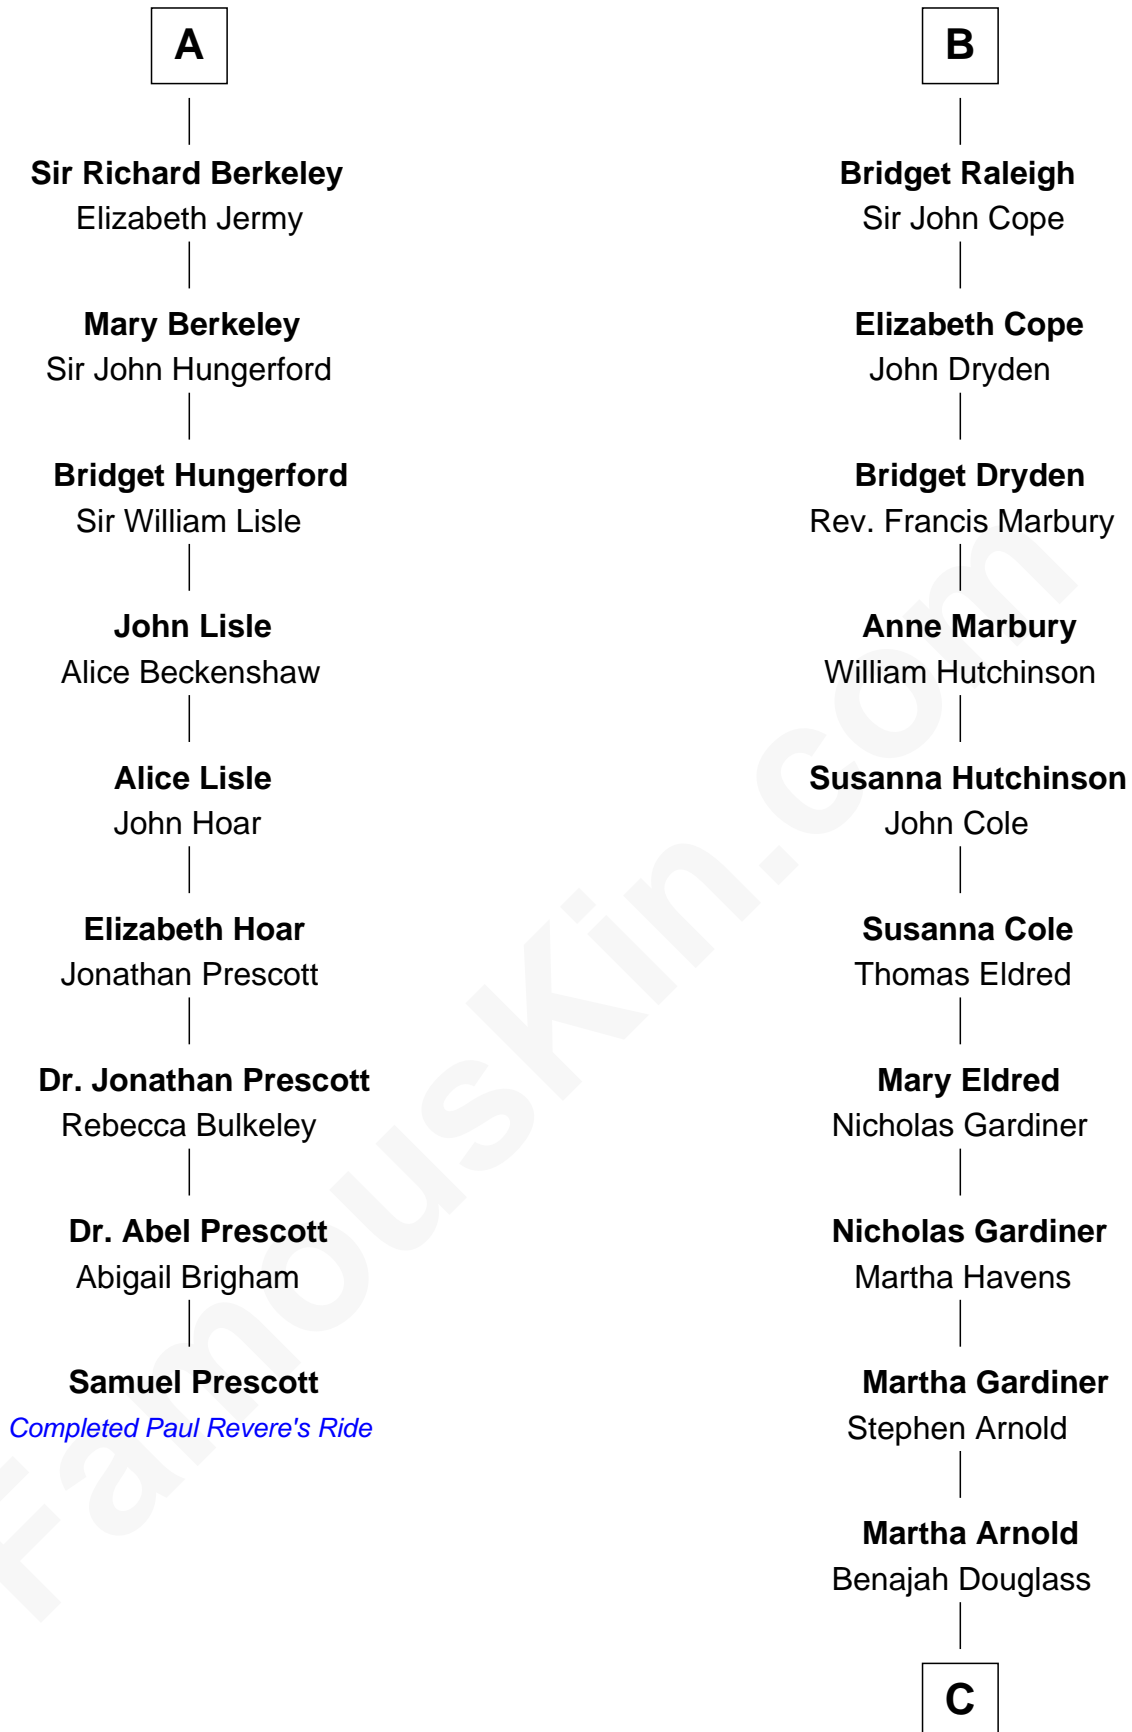 A
Sir Richard Berkeley
Elizabeth Jermy
Mary Berkeley
Sir John Hungerford
Bridget Hungerford
Sir William Lisle
John Lisle
Alice Beckenshaw
Alice Lisle
John Hoar
Elizabeth Hoar
Jonathan Prescott
Dr. Jonathan Prescott
Rebecca Bulkeley
Dr. Abel Prescott
Abigail Brigham
Samuel Prescott
Completed Paul Revere's Ride
B
Bridget Raleigh
Sir John Cope
Elizabeth Cope
John Dryden
Bridget Dryden
Rev. Francis Marbury
Anne Marbury
William Hutchinson
Susanna Hutchinson
John Cole
Susanna Cole
Thomas Eldred
Mary Eldred
Nicholas Gardiner
Nicholas Gardiner
Martha Havens
Martha Gardiner
Stephen Arnold
Martha Arnold
Benajah Douglass
C
FamousKin.com